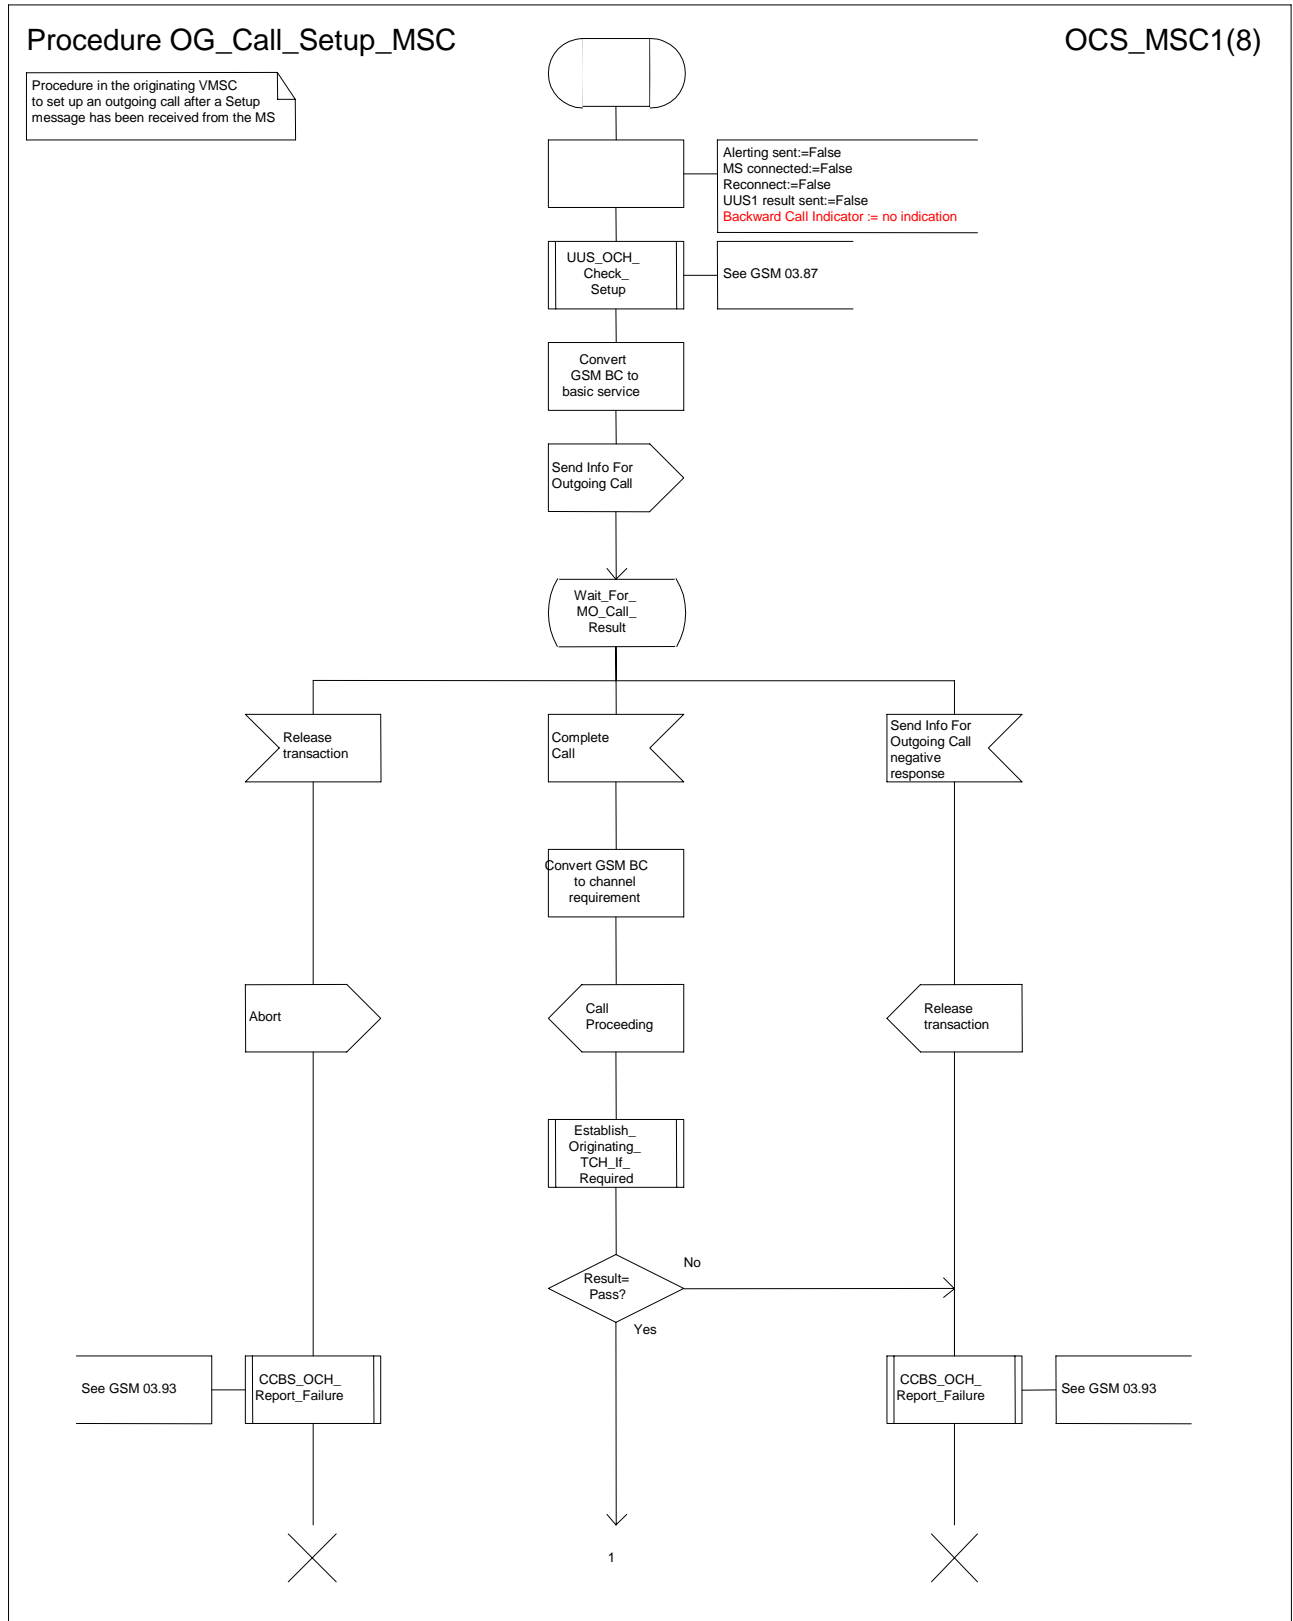 Procedure OG_Call_Setup_MSC
OCS_MSC1(8)
Procedure in the originating VMSC
to set up an outgoing call after a Setup
message has been received from the MS
Alerting sent:=False
MS connected:=False
Reconnect:=False
UUS1 result sent:=False
Backward Call Indicator := no indication
UUS_OCH_
Check_
Setup
See GSM 03.87
Convert
GSM BC to
basic service
Send Info For
Outgoing Call
Wait_For_
MO_Call_
Result
Release
transaction
Complete
Call
Send Info For
Outgoing Call
negative
response
Convert GSM BC
to channel
requirement
Abort
Call
Proceeding
Release
transaction
Establish_
Originating_
TCH_If_
Required
Result=
Pass?
No
Yes
See GSM 03.93
CCBS_OCH_
Report_Failure
CCBS_OCH_
Report_Failure
See GSM 03.93
1